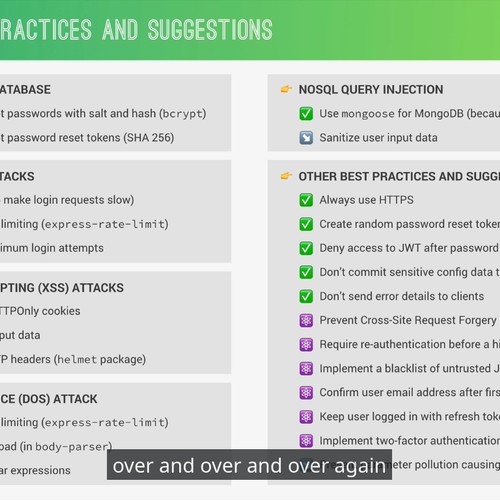 RACTICES AND SUGGESTIONS
ATABASE
t passwords with salt and hash (bcrypt)
t password reset tokens (SHA 256)
TACKS
make login requests slow)
limiting (express-rate-limit)
imum login attempts
PTING (XSS) ATTACKS
TTPOnly cookies
put data
P headers (helmet package)
CE (DOS) ATTACK
limiting (express-rate-limit)
oad (in body-parser)
ar expressions
NOSQL QUERY INJECTION
Use mongoose for MongoDB (becau
Sanitize user input data
OTHER BEST PRACTICES AND SUGGE
Always use HTTPS
Create random password reset token
Deny access to JWT after password
Don't commit sensitive config data t
Don't send error details to clients
Prevent Cross-Site Request Forgery
Require re-authentication before a hi
Implement a blacklist of untrusted J
Confirm user email address after firs
Keep user logged in with refresh toke
Implement two-factor authentication
meter pollution causing
over and over and over again